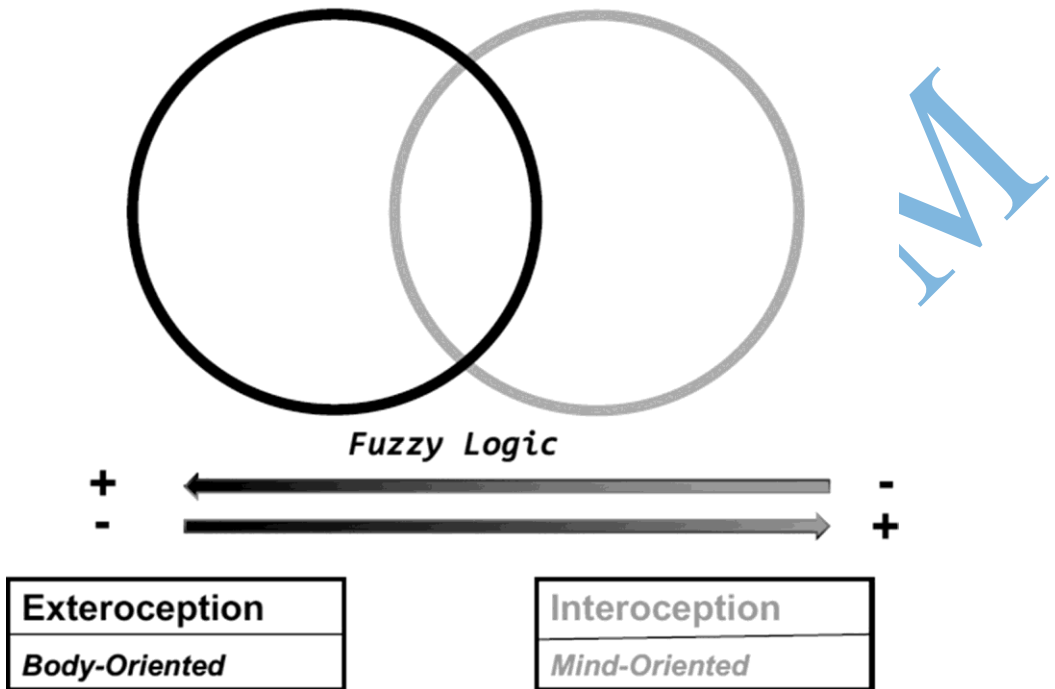 M
Fuzzy Logic
+ -
- +
Exteroception
Body-Oriented
Interoception
Mind-Oriented